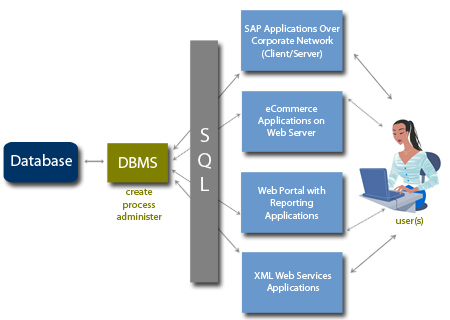 SAP Applications Over
Corporate Network
(Client/Server)
eCommerce
Applications on
Web Server
SQL
Database
DBMS
create
process
administer
Web Portal with
Reporting
Applications
user(s)
XML Web Services
Applications